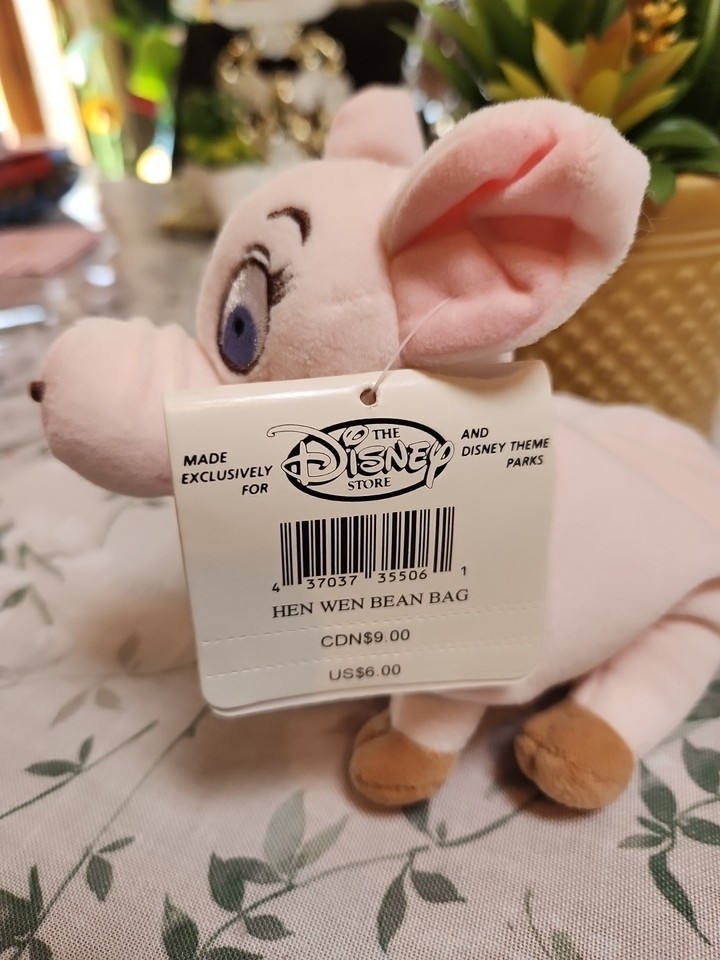 MADE
EXCLUSIVELY
FOR
THE
DISNEY
STORE
AND
DISNEY THEME
PARKS
4 37037 35506 1
HEN WEN BEAN BAG
CDN$9.00
US$6.00